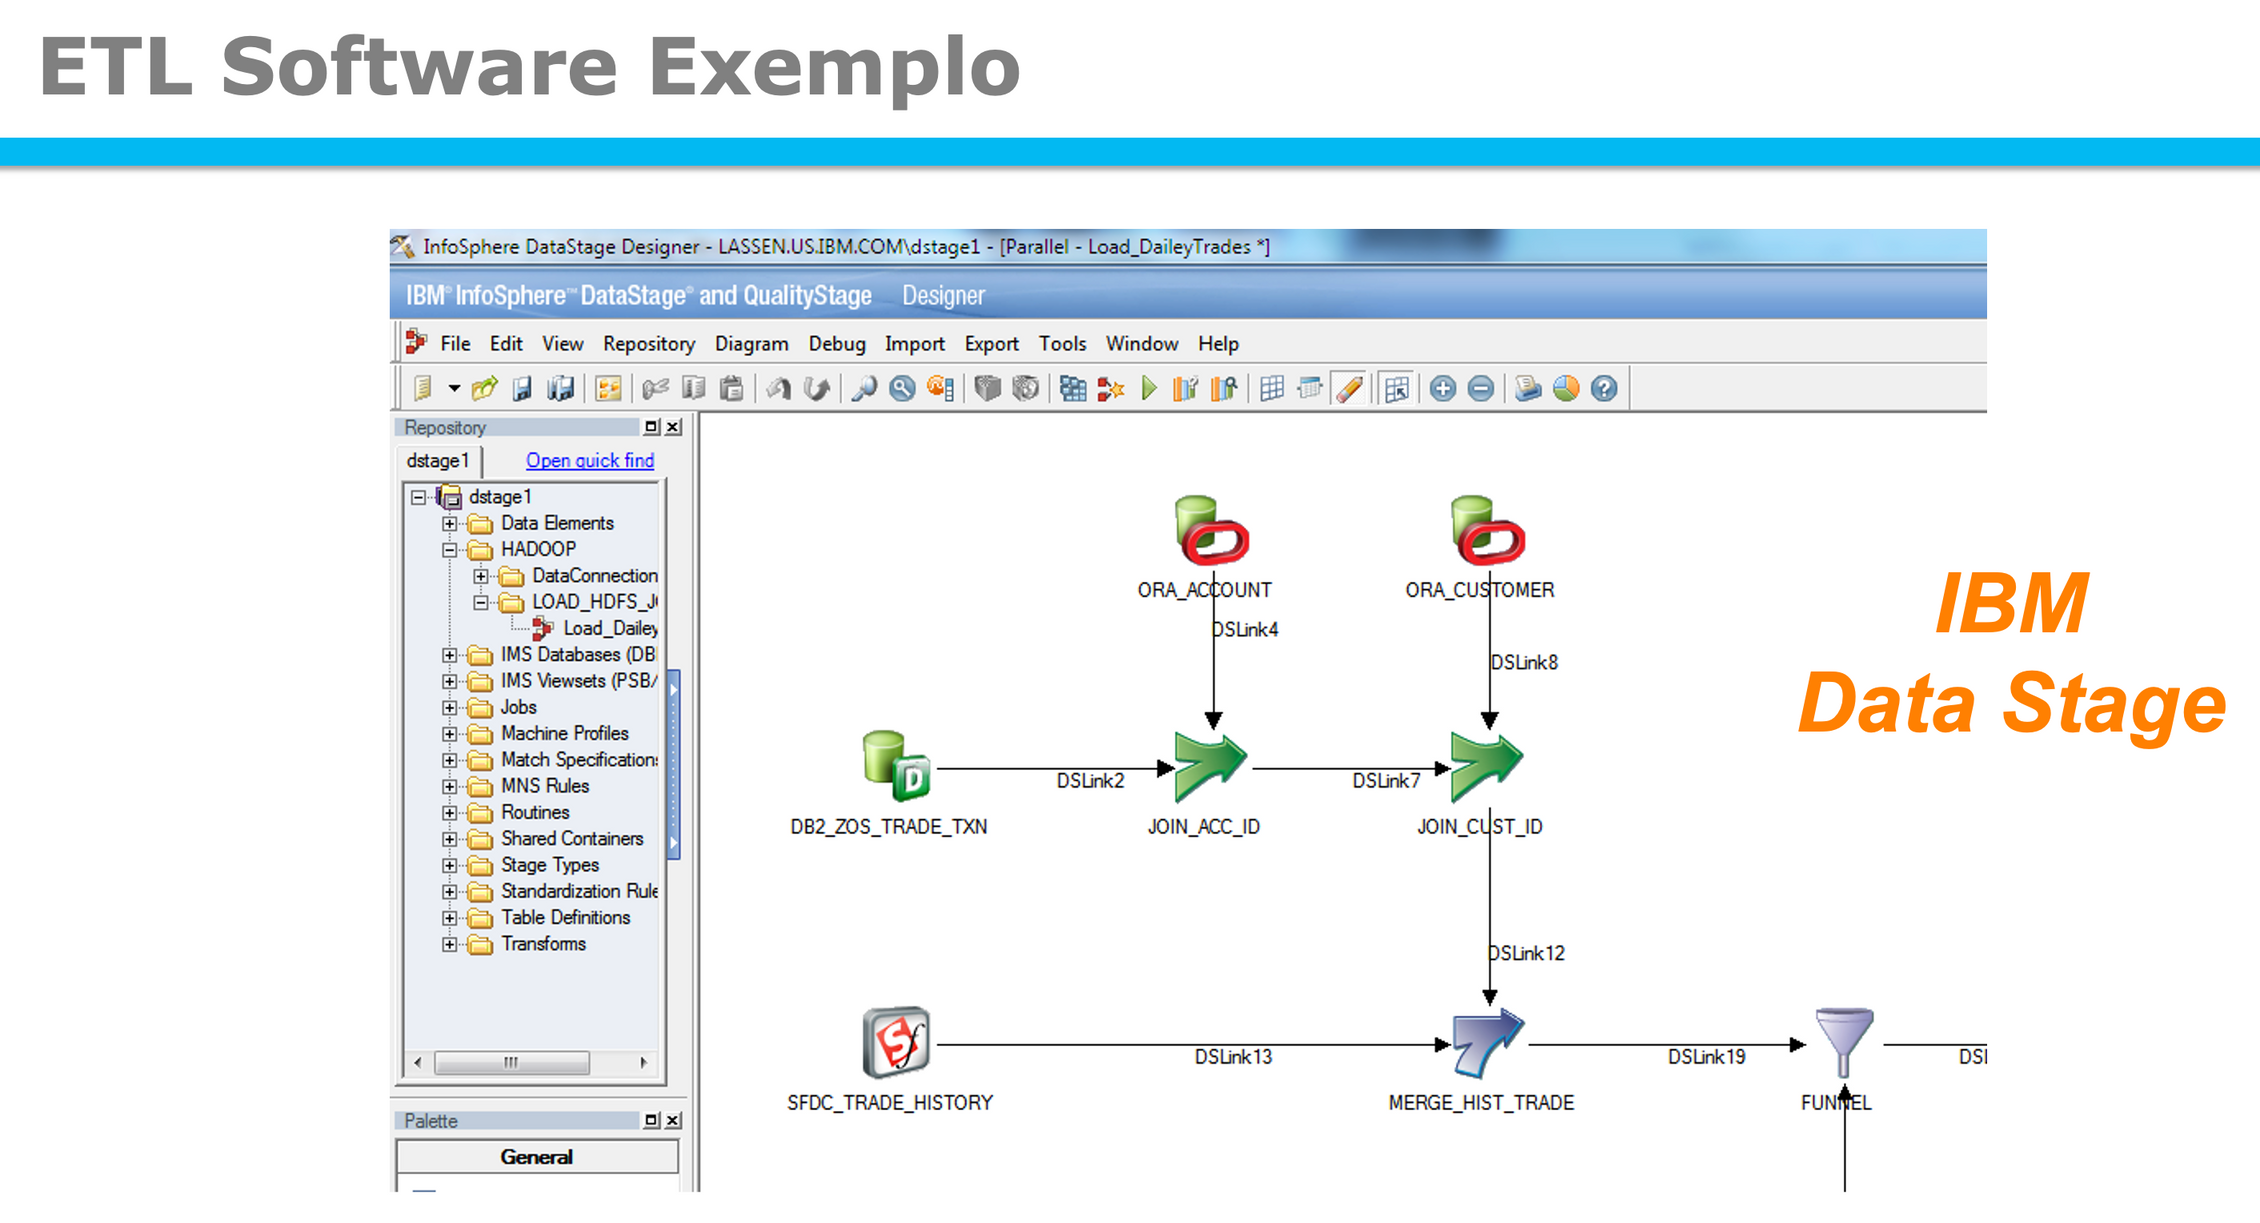 ETL Software Exemplo
InfoSphere DataStage Designer - LASSEN.US.IBM.COM\dstage1 - [Parallel - Load_DaileyTrades *]
IBM® InfoSphere™ DataStage® and QualityStage Designer
File Edit View Repository Diagram Debug Import Export Tools Window Help
Repository
dstage1 Open quick find
dstage1
Data Elements
HADOOP
DataConnection
LOAD_HDFS_J
Load_Dailey
IMS Databases (DB
IMS Viewsets (PSB/
Jobs
Machine Profiles
Match Specification
MNS Rules
Routines
Shared Containers
Stage Types
Standardization Rule
Table Definitions
Transforms
Palette
General
ORA_ACCOUNT ORA_CUSTOMER
DSLink4
DSLink8
DSLink2 DSLink7
DB2_ZOS_TRADE_TXN JOIN_ACC_ID JOIN_CUST_ID
DSLink12
DSLink13 DSLink19 DSl
SFDC_TRADE_HISTORY MERGE_HIST_TRADE FUNNEL
IBM
Data Stage